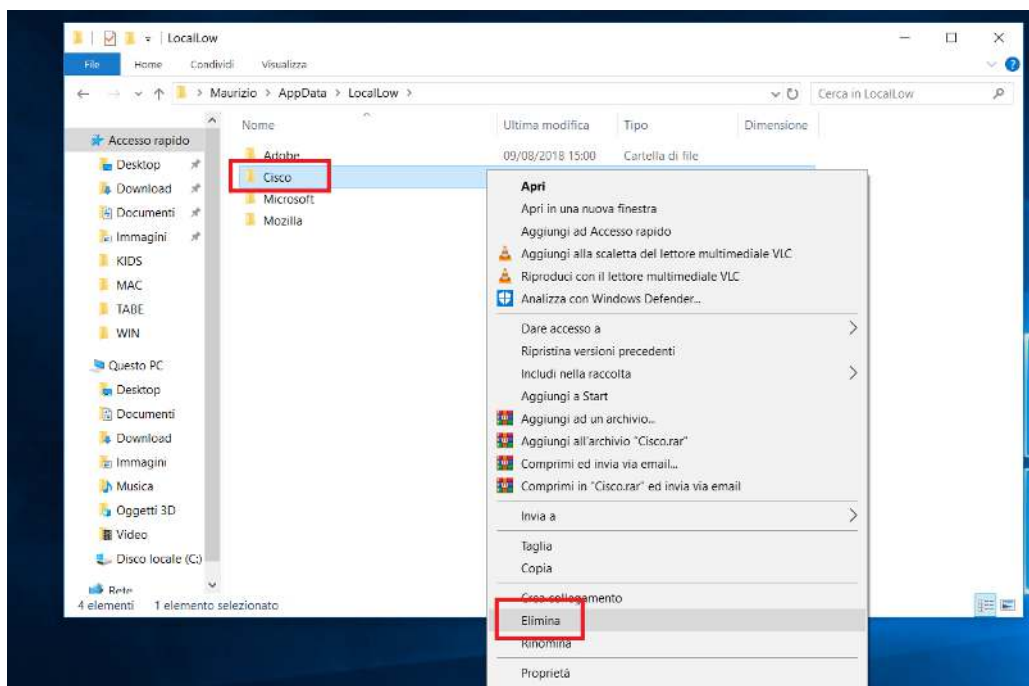 LocalLow
File Home Condividi Visualizza
Maurizio > AppData > LocalLow >
Cerca in LocalLow
Nome Ultima modifica Tipo Dimensione
Accesso rapido
Desktop
Download
Documenti
Immagini
KIDS
MAC
TABE
WIN
Questo PC
Desktop
Documenti
Download
Immagini
Musica
Oggetti 3D
Video
Disco locale (C:)
Rete
Adobe 09/08/2018 15:00 Cartella di file
Cisco
Microsoft
Mozilla
Apri
Apri in una nuova finestra
Aggiungi ad Accesso rapido
Aggiungi alla scaletta del lettore multimediale VLC
Riproduci con il lettore multimediale VLC
Analizza con Windows Defender...
Dare accesso a
Ripristina versioni precedenti
Includi nella raccolta
Aggiungi a Start
Aggiungi ad un archivio...
Aggiungi all'archivio "Cisco.rar"
Comprimi ed invia via email...
Comprimi in "Cisco.rar" ed invia via email
Invia a
Taglia
Copia
Crea collegamento
Elimina
Rinomina
Proprietà
4 elementi 1 elemento selezionato